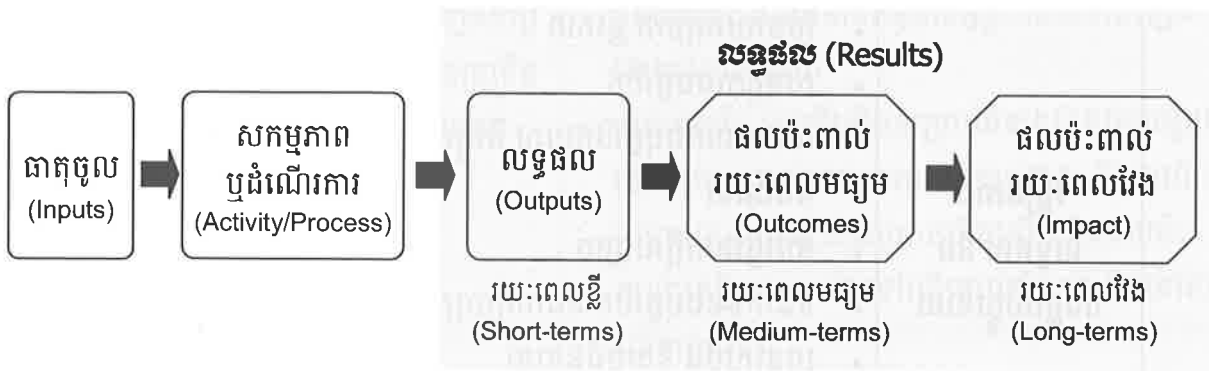 លទ្ធផល (Results)
ធាតុចូល
(Inputs)
សកម្មភាព
ឬដំណើរការ
(Activity/Process)
លទ្ធផល
(Outputs)
ផលប៉ះពាល់
រយៈពេលមធ្យម
(Outcomes)
ផលប៉ះពាល់
រយៈពេលវែង
(Impact)
រយៈពេលខ្លី
(Short-terms)
រយៈពេលមធ្យម
(Medium-terms)
រយៈពេលវែង
(Long-terms)